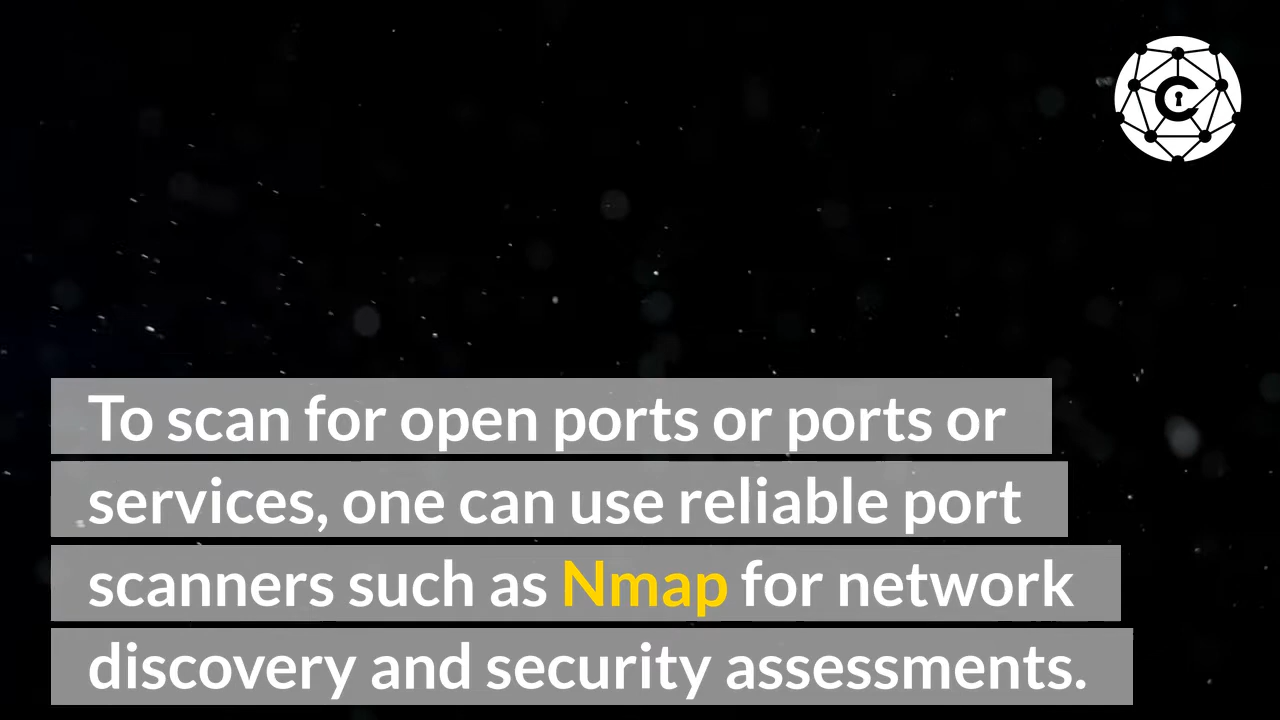 To scan for open ports or ports or
services, one can use reliable port
scanners such as Nmap for network
discovery and security assessments.